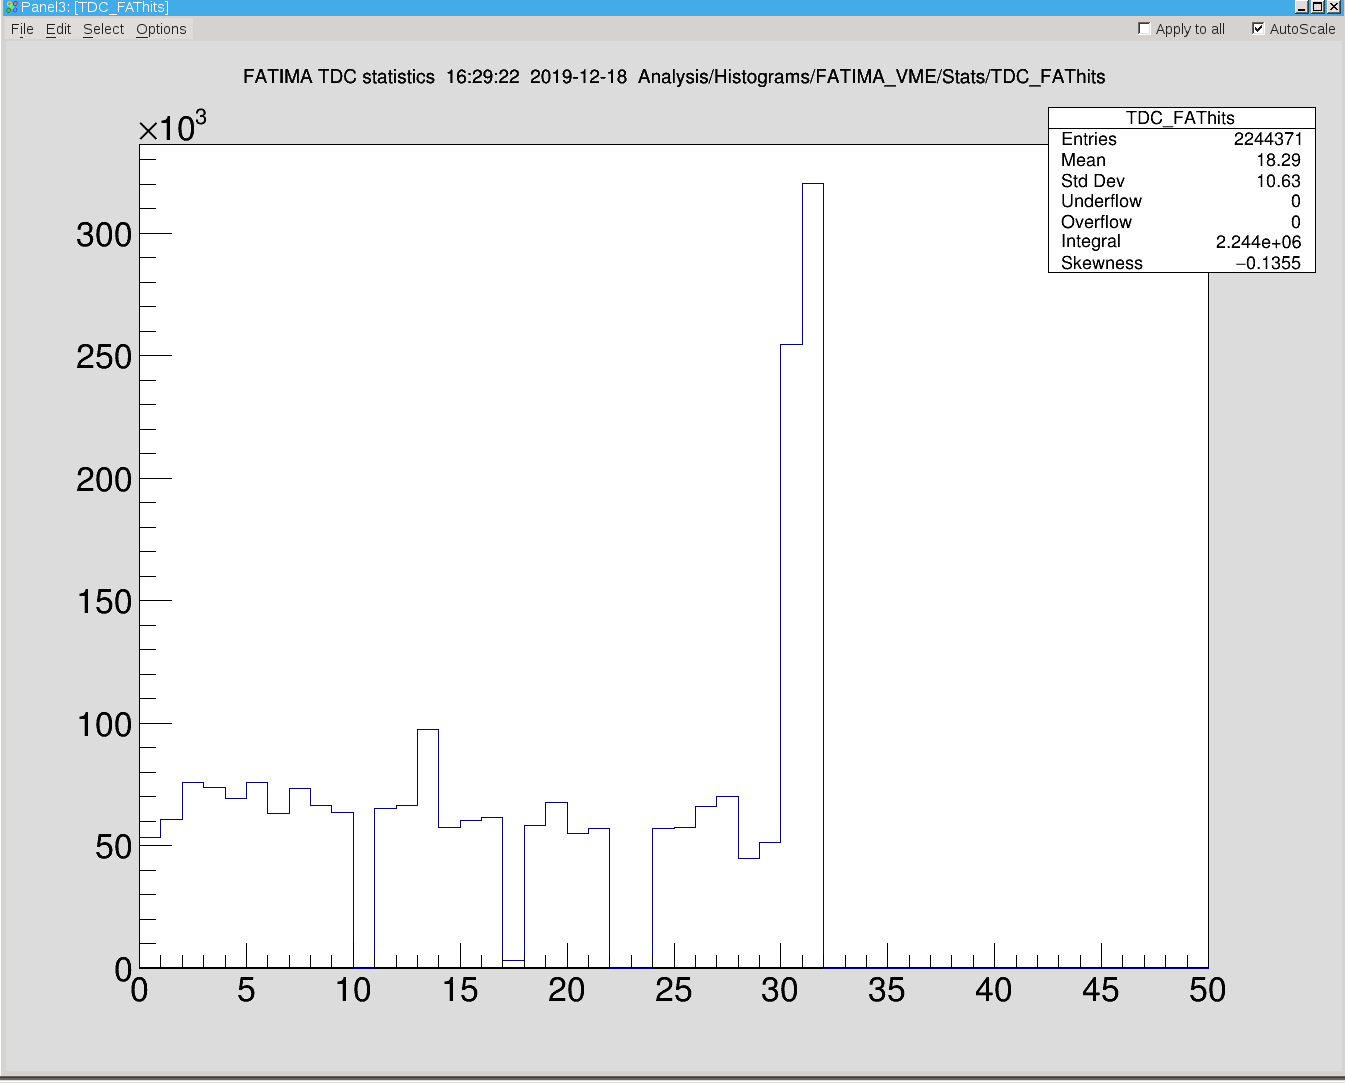 Panel3: [TDC_FAThits]
File Edit Select Options Apply to all AutoScale
FATIMA TDC statistics 16:29:22 2019-12-18 Analysis/Histograms/FATIMA_VME/Stats/TDC_FAThits
×10³
TDC_FAThits
Entries 2244371
Mean 18.29
Std Dev 10.63
Underflow 0
Overflow 0
Integral 2.244e+06
Skewness −0.1355
300
250
200
150
100
50
0
0 5 10 15 20 25 30 35 40 45 50